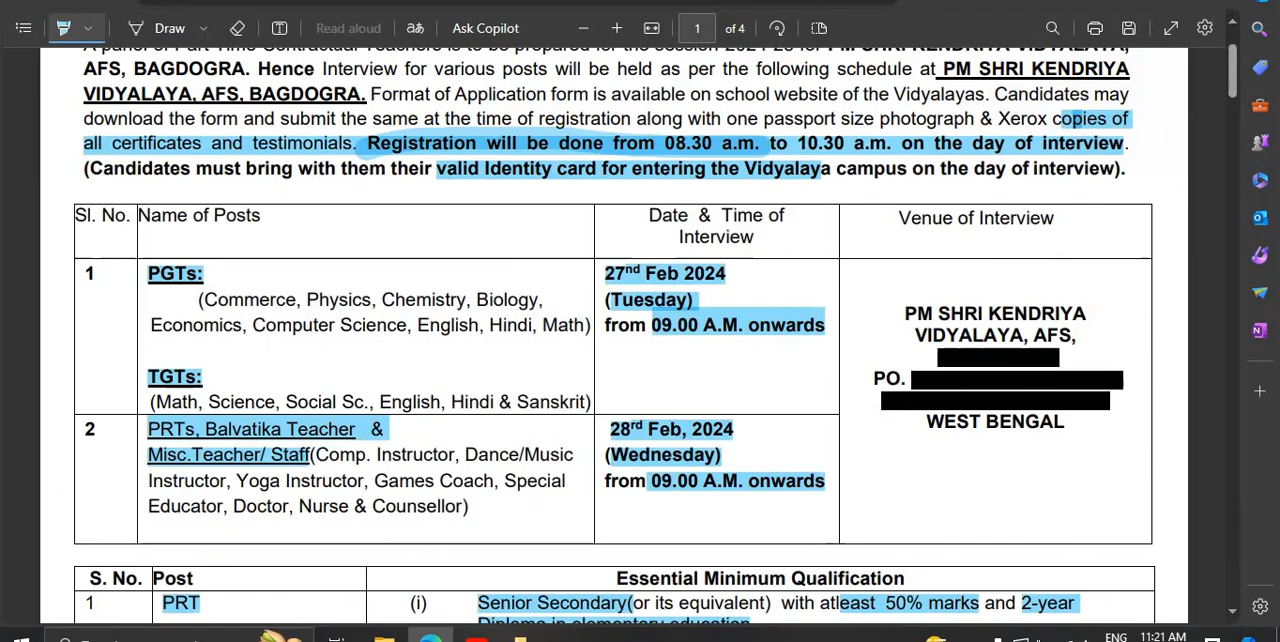 Draw
Read aloud
aあ
Ask Copilot
1 of 4
AFS, BAGDOGRA. Hence Interview for various posts will be held as per the following schedule at PM SHRI KENDRIYA
VIDYALAYA, AFS, BAGDOGRA. Format of Application form is available on school website of the Vidyalayas. Candidates may
download the form and submit the same at the time of registration along with one passport size photograph & Xerox copies of
all certificates and testimonials. Registration will be done from 08.30 a.m. to 10.30 a.m. on the day of interview.
(Candidates must bring with them their valid Identity card for entering the Vidyalaya campus on the day of interview).
Sl. No. Name of Posts Date & Time of Interview Venue of Interview
1 PGTs: 27nd Feb 2024
(Commerce, Physics, Chemistry, Biology, (Tuesday)
Economics, Computer Science, English, Hindi, Math) from 09.00 A.M. onwards
TGTs:
(Math, Science, Social Sc., English, Hindi & Sanskrit)
PM SHRI KENDRIYA
VIDYALAYA, AFS,
PO.
WEST BENGAL
2 PRTs, Balvatika Teacher & 28rd Feb, 2024
Misc.Teacher/ Staff(Comp. Instructor, Dance/Music (Wednesday)
Instructor, Yoga Instructor, Games Coach, Special from 09.00 A.M. onwards
Educator, Doctor, Nurse & Counsellor)
S. No. Post Essential Minimum Qualification
1 PRT (i) Senior Secondary(or its equivalent) with atleast 50% marks and 2-year
ENG 11:21 AM